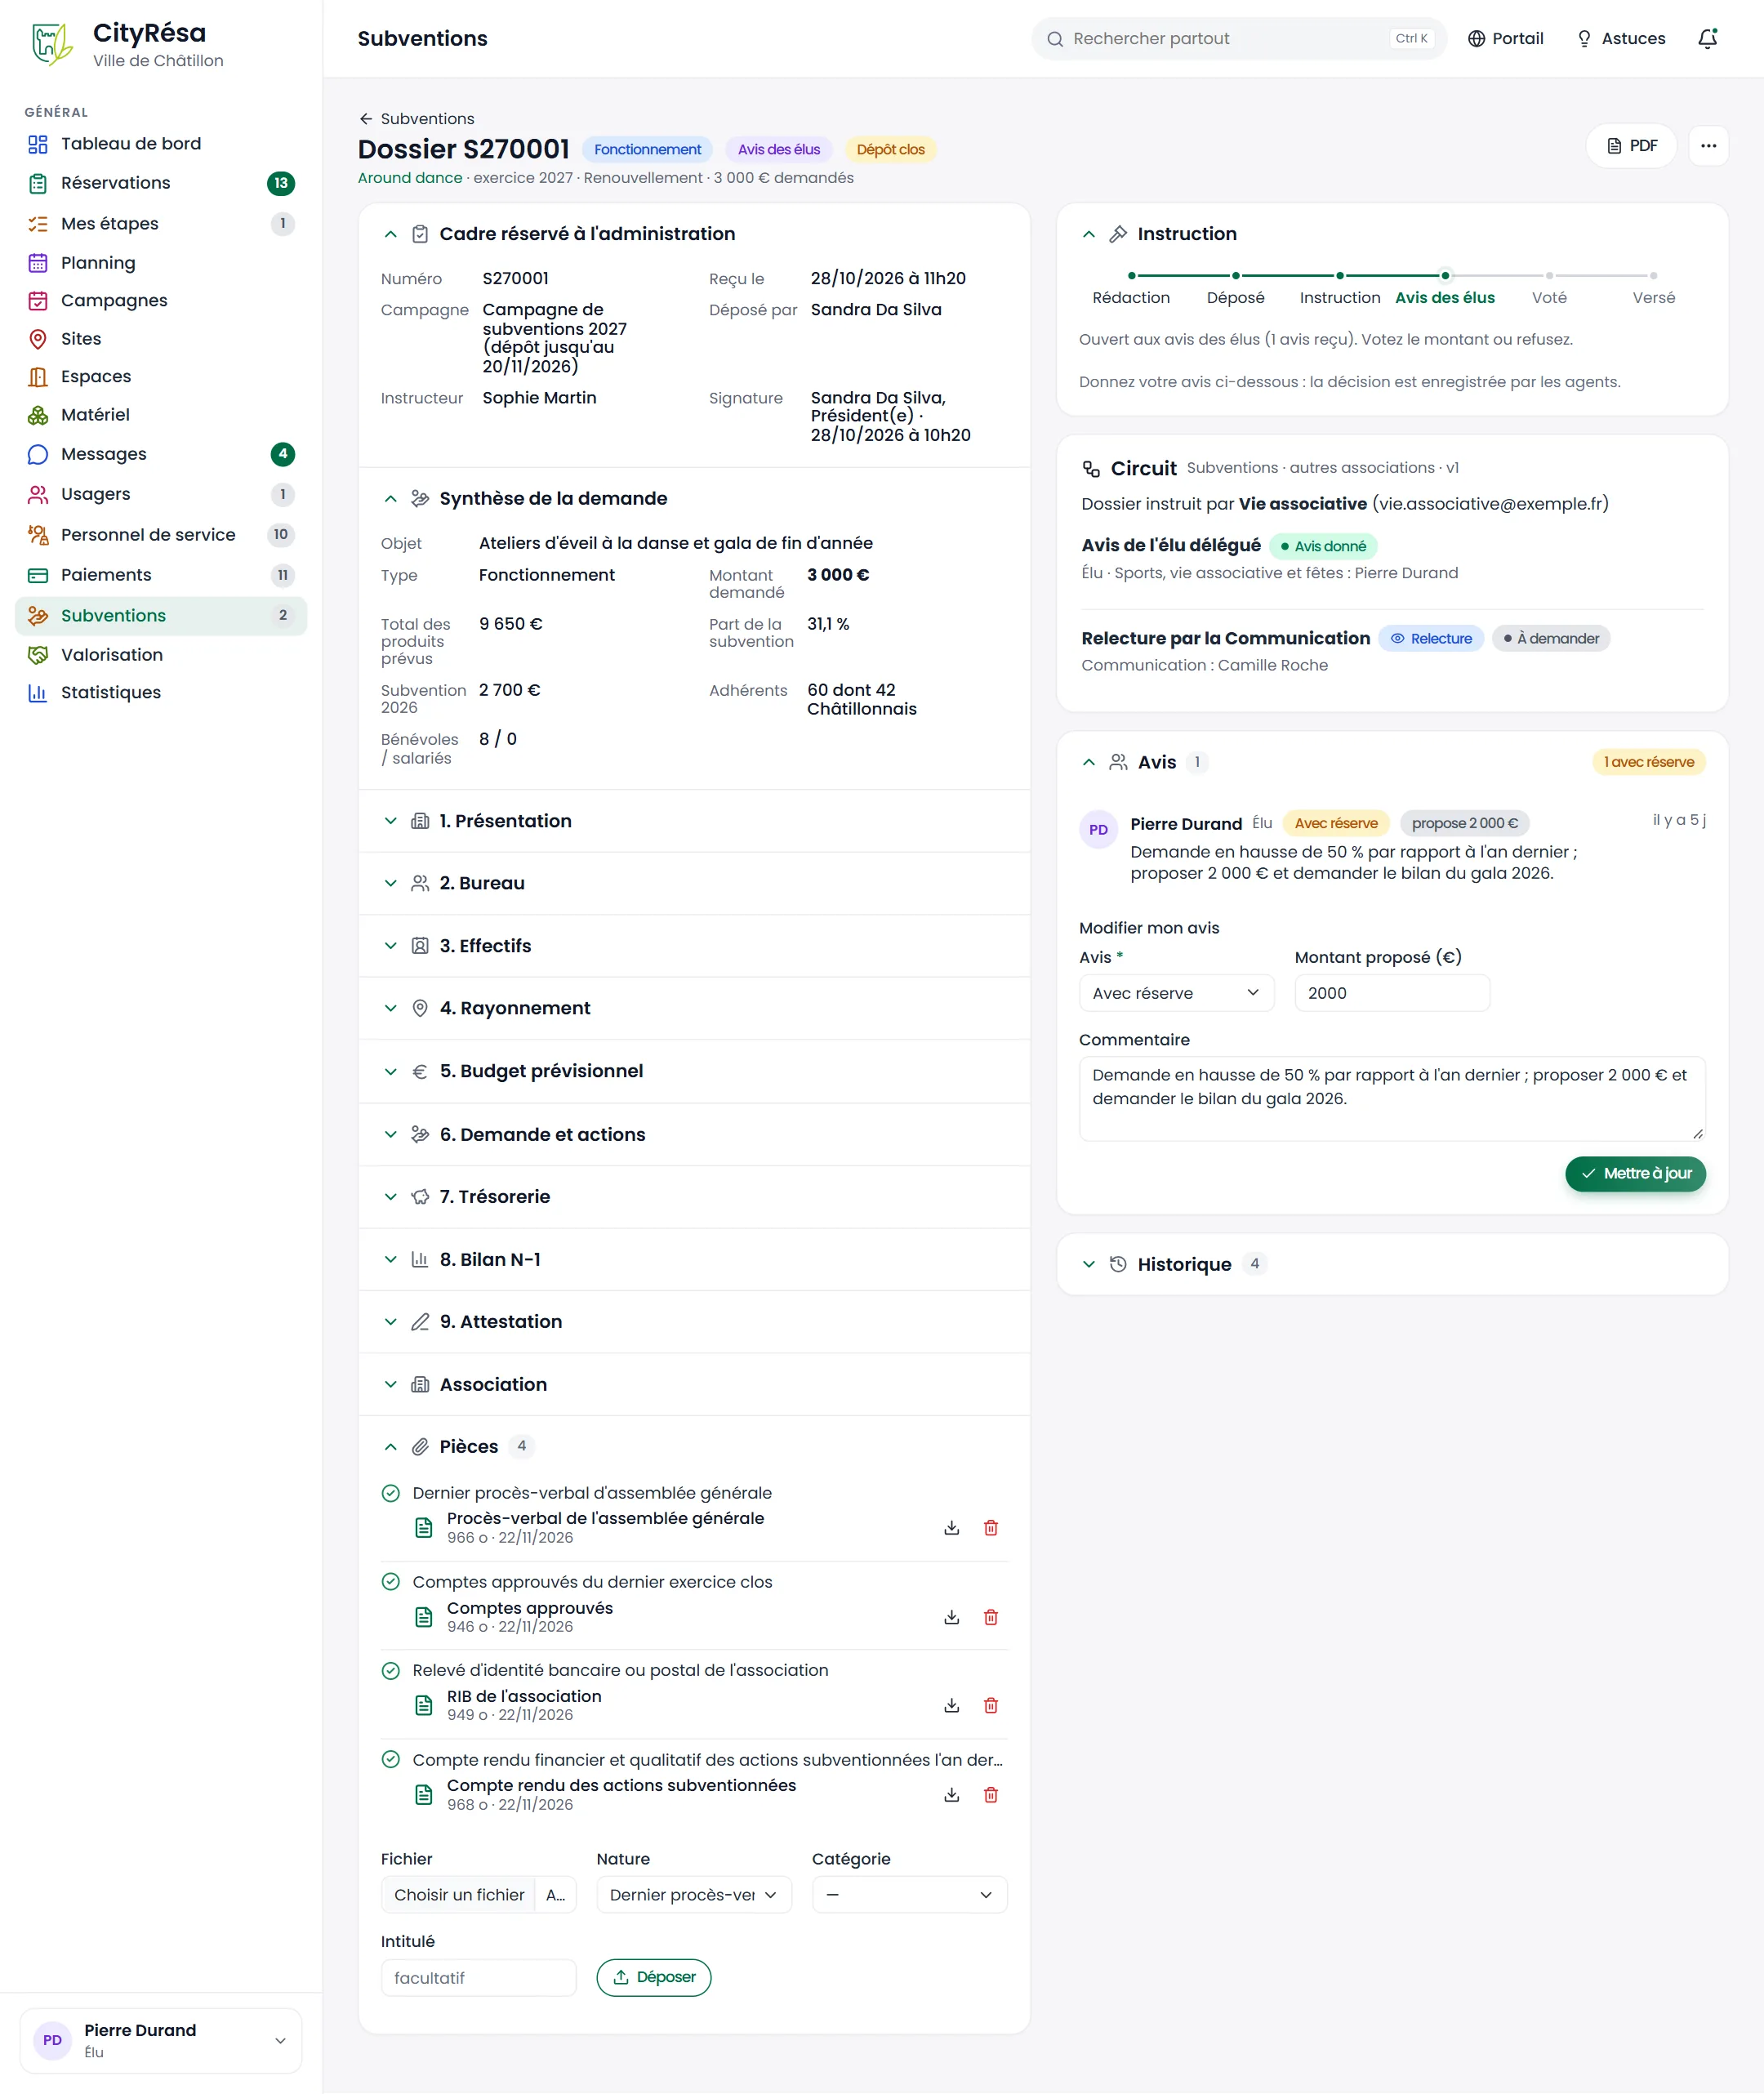 CityRésa
Ville de Châtillon
GÉNÉRAL
Tableau de bord
Réservations 13
Mes étapes 1
Planning
Campagnes
Sites
Espaces
Matériel
Messages 4
Usagers 1
Personnel de service 10
Paiements 11
Subventions 2
Valorisation
Statistiques
PD
Pierre Durand
Élu
Subventions
Rechercher partout Ctrl K
Portail
Astuces
Subventions
Dossier S270001 Fonctionnement Avis des élus Dépôt clos
Around dance · exercice 2027 · Renouvellement · 3 000 € demandés
PDF
Cadre réservé à l'administration
Numéro S270001
Reçu le 28/10/2026 à 11h20
Campagne Campagne de
subventions 2027
(dépôt jusqu'au
20/11/2026)
Déposé par Sandra Da Silva
Instructeur Sophie Martin
Signature Sandra Da Silva,
Président(e) ·
28/10/2026 à 10h20
Synthèse de la demande
Objet Ateliers d'éveil à la danse et gala de fin d'année
Type Fonctionnement
Montant
demandé
3 000 €
Total des
produits
prévus
9 650 €
Part de la
subvention
31,1 %
Subvention
2026
2 700 €
Adhérents 60 dont 42
Châtillonnais
Bénévoles
/ salariés
8 / 0
1. Présentation
2. Bureau
3. Effectifs
4. Rayonnement
5. Budget prévisionnel
6. Demande et actions
7. Trésorerie
8. Bilan N-1
9. Attestation
Association
Pièces 4
Dernier procès-verbal d'assemblée générale
Procès-verbal de l'assemblée générale
966 o · 22/11/2026
Comptes approuvés du dernier exercice clos
Comptes approuvés
946 o · 22/11/2026
Relevé d'identité bancaire ou postal de l'association
RIB de l'association
949 o · 22/11/2026
Compte rendu financier et qualitatif des actions subventionnées l'an der…
Compte rendu des actions subventionnées
968 o · 22/11/2026
Fichier
Choisir un fichier A…
Nature
Dernier procès-ver
Catégorie
—
Intitulé
facultatif
Déposer
Instruction
Rédaction Déposé Instruction Avis des élus Voté Versé
Ouvert aux avis des élus (1 avis reçu). Votez le montant ou refusez.
Donnez votre avis ci-dessous : la décision est enregistrée par les agents.
Circuit Subventions · autres associations · v1
Dossier instruit par Vie associative (vie.associative@exemple.fr)
Avis de l'élu délégué Avis donné
Élu · Sports, vie associative et fêtes : Pierre Durand
Relecture par la Communication Relecture À demander
Communication : Camille Roche
Avis 1
1 avec réserve
PD
Pierre Durand Élu Avec réserve propose 2 000 € il y a 5 j
Demande en hausse de 50 % par rapport à l'an dernier ;
proposer 2 000 € et demander le bilan du gala 2026.
Modifier mon avis
Avis *
Avec réserve
Montant proposé (€)
2000
Commentaire
Demande en hausse de 50 % par rapport à l'an dernier ; proposer 2 000 € et
demander le bilan du gala 2026.
Mettre à jour
Historique 4